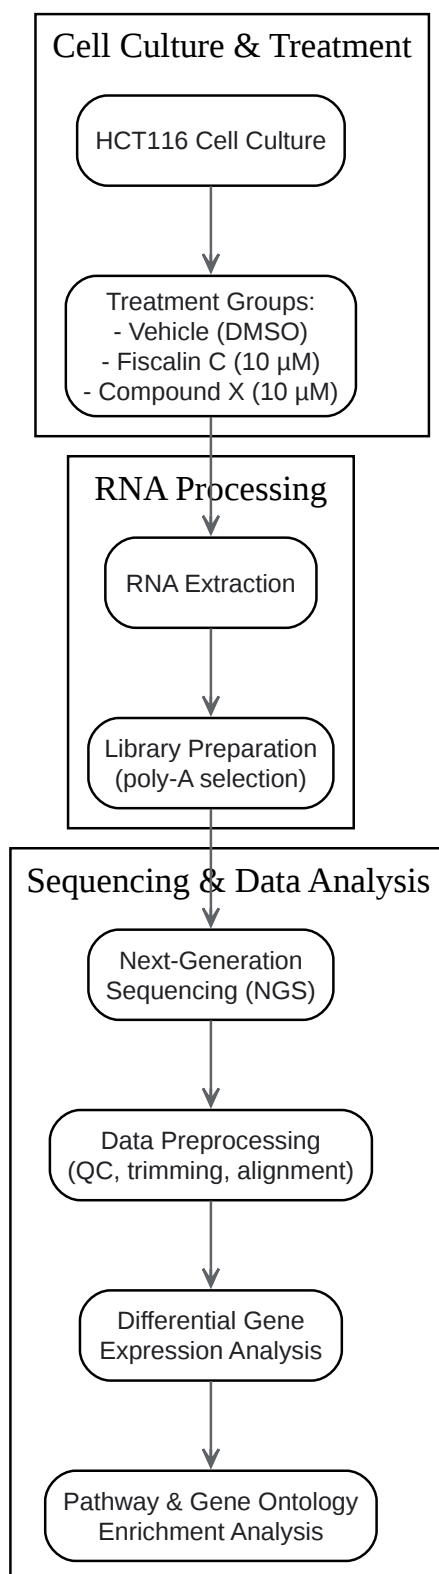 Cell Culture & Treatment
HCT116 Cell Culture
Treatment Groups:
- Vehicle (DMSO)
- Fiscalin C (10 µM)
- Compound X (10 µM)
RNA Processing
RNA Extraction
Library Preparation
(poly-A selection)
Sequencing & Data Analysis
Next-Generation
Sequencing (NGS)
Data Preprocessing
(QC, trimming, alignment)
Differential Gene
Expression Analysis
Pathway & Gene Ontology
Enrichment Analysis